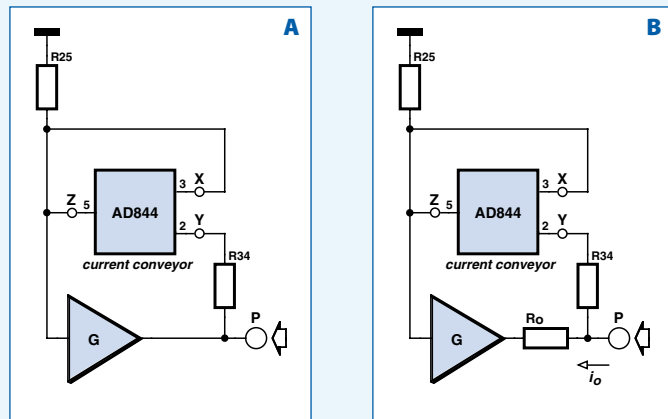 A
R25
3 X
Z 5
AD844
2 Y
current conveyor
R34
P
G
B
R25
3 X
Z 5
AD844
2 Y
current conveyor
R34
P
Ro
G
io